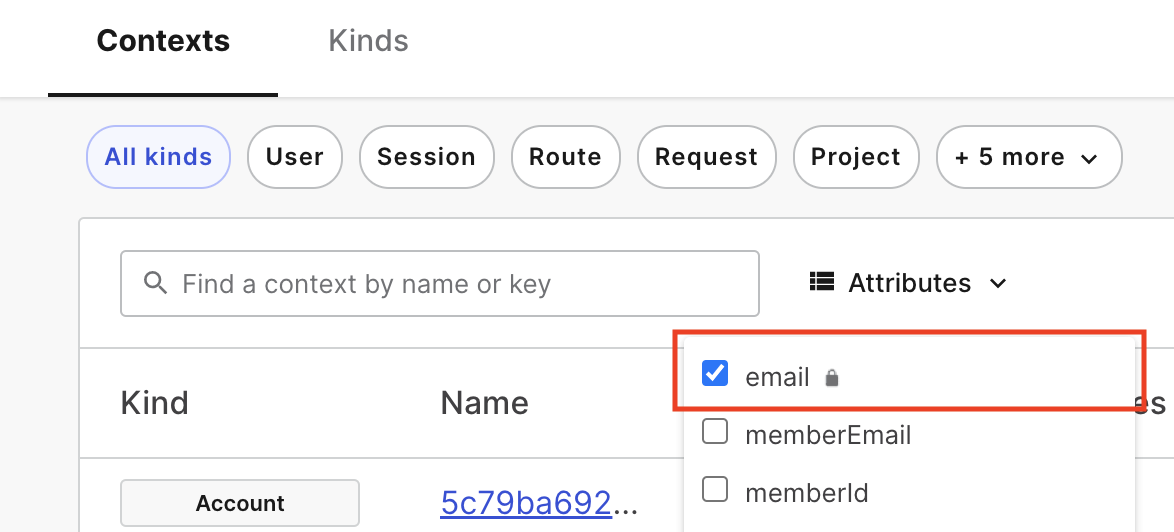 Contexts Kinds
All kinds User Session Route Request Project + 5 more
Find a context by name or key Attributes
email
Kind Name es
memberEmail
memberId
Account 5c79ba692...